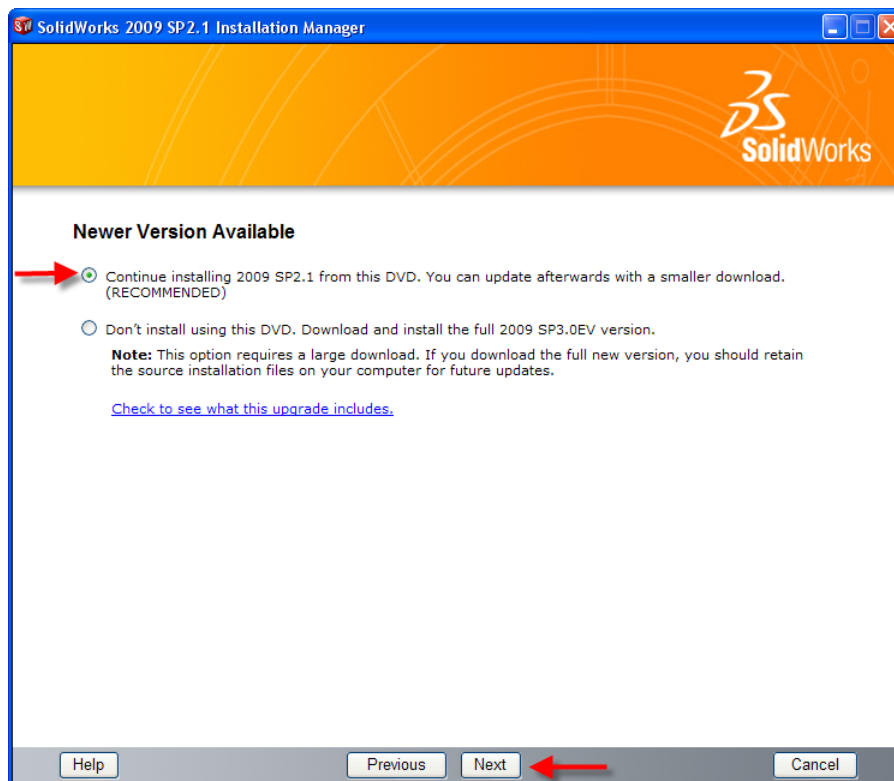 SolidWorks 2009 SP2.1 Installation Manager
SolidWorks
Newer Version Available
Continue installing 2009 SP2.1 from this DVD. You can update afterwards with a smaller download.
(RECOMMENDED)
Don't install using this DVD. Download and install the full 2009 SP3.0EV version.
Note: This option requires a large download. If you download the full new version, you should retain
the source installation files on your computer for future updates.
Check to see what this upgrade includes.
Help
Previous
Next
Cancel